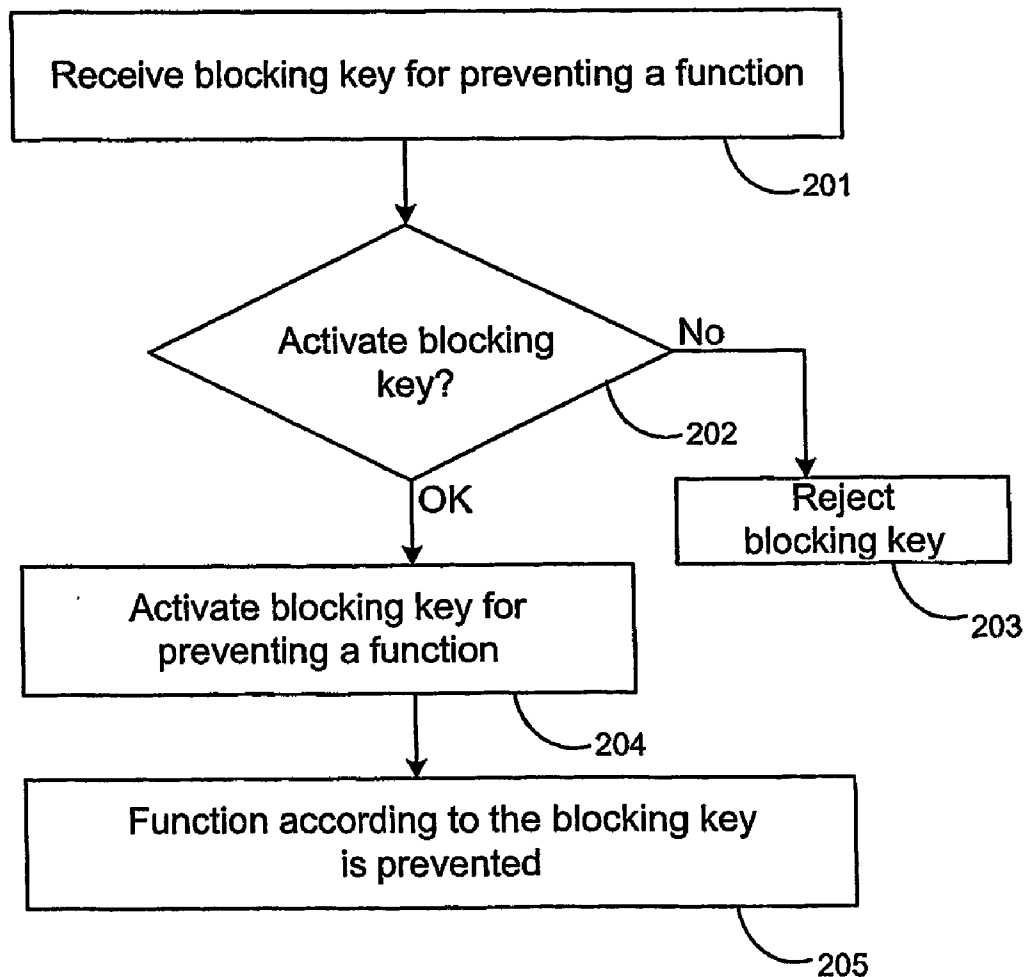 Receive blocking key for preventing a function
201
Activate blocking
key?
No
202
OK
Reject
blocking key
203
Activate blocking key for
preventing a function
204
Function according to the blocking key
is prevented
205